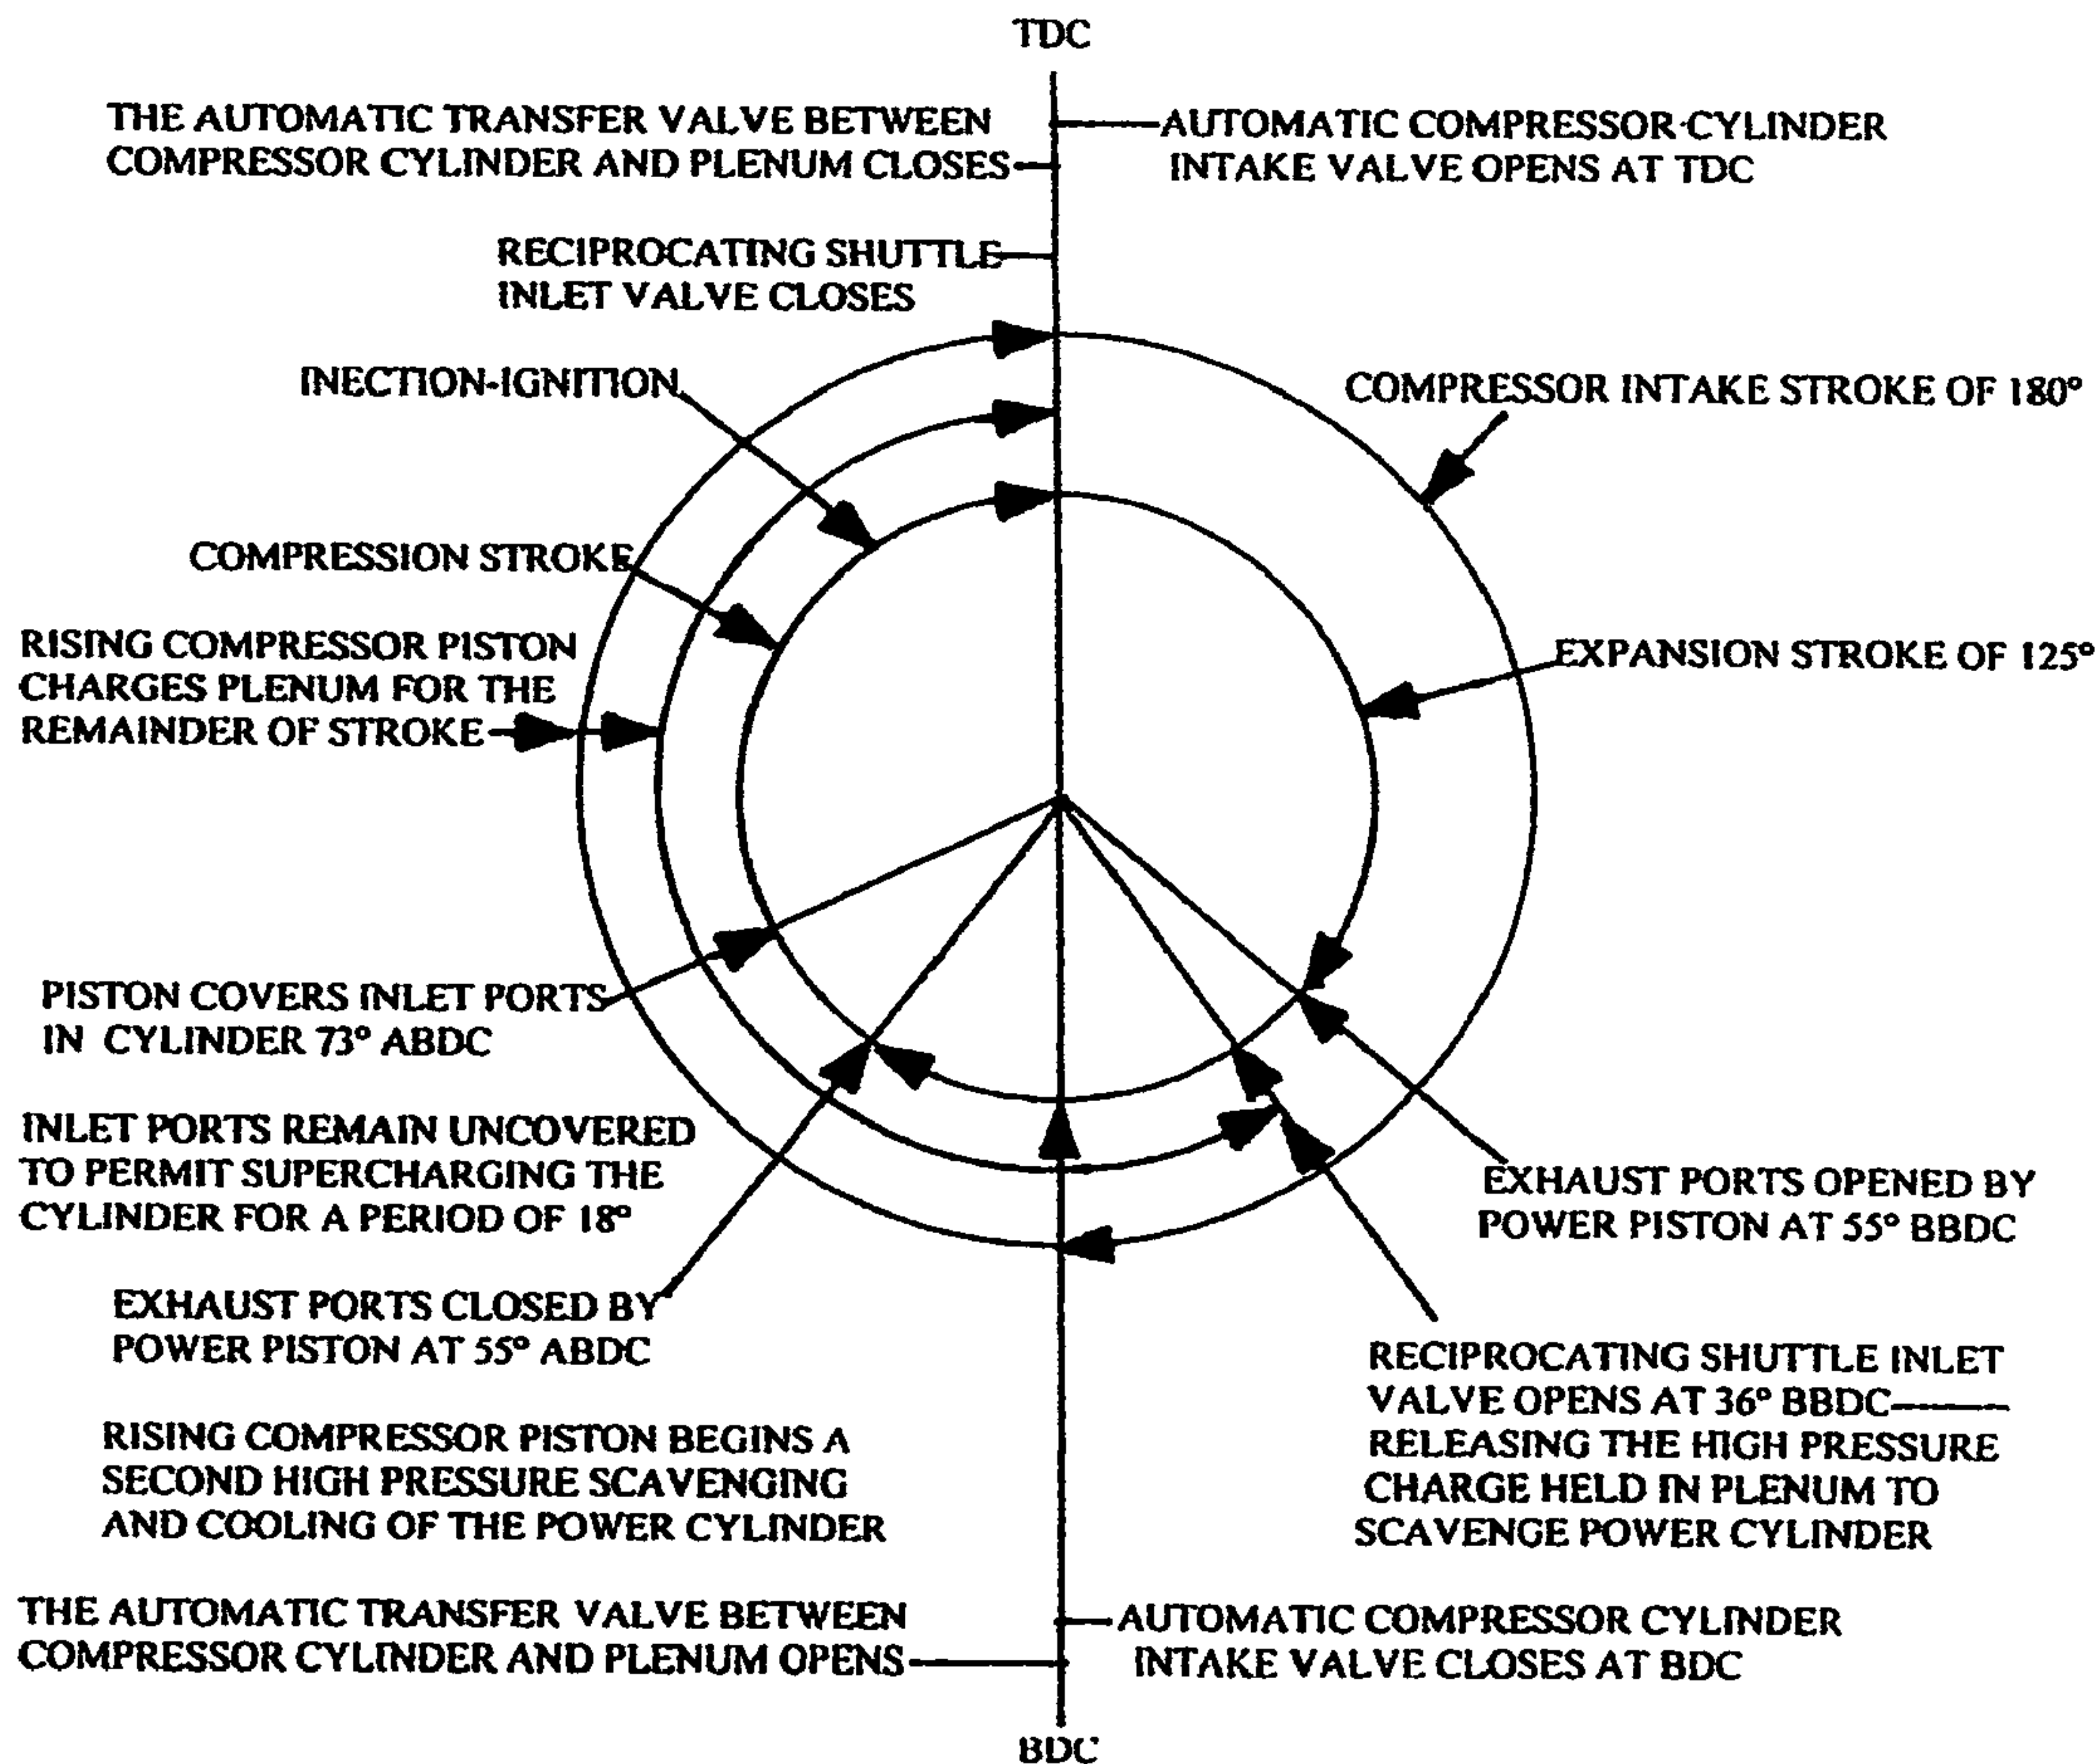 TDC
THE AUTOMATIC TRANSFER VALVE BETWEEN
COMPRESSOR CYLINDER AND PLENUM CLOSES
AUTOMATIC COMPRESSOR CYLINDER
INTAKE VALVE OPENS AT TDC
RECIPROCATING SHUTTLE
INLET VALVE CLOSES
INECTION-IGNITION
COMPRESSOR INTAKE STROKE OF 180°
COMPRESSION STROKE
RISING COMPRESSOR PISTON
CHARGES PLENUM FOR THE
REMAINDER OF STROKE
EXPANSION STROKE OF 125°
PISTON COVERS INLET PORTS
IN CYLINDER 73° ABDC
INLET PORTS REMAIN UNCOVERED
TO PERMIT SUPERCHARGING THE
CYLINDER FOR A PERIOD OF 18°
EXHAUST PORTS OPENED BY
POWER PISTON AT 55° BBDC
EXHAUST PORTS CLOSED BY
POWER PISTON AT 55° ABDC
RECIPROCATING SHUTTLE INLET
VALVE OPENS AT 36° BBDC
RELEASING THE HIGH PRESSURE
CHARGE HELD IN PLENUM TO
SCAVENGE POWER CYLINDER
RISING COMPRESSOR PISTON BEGINS A
SECOND HIGH PRESSURE SCAVENGING
AND COOLING OF THE POWER CYLINDER
THE AUTOMATIC TRANSFER VALVE BETWEEN
COMPRESSOR CYLINDER AND PLENUM OPENS
AUTOMATIC COMPRESSOR CYLINDER
INTAKE VALVE CLOSES AT BDC
BDC